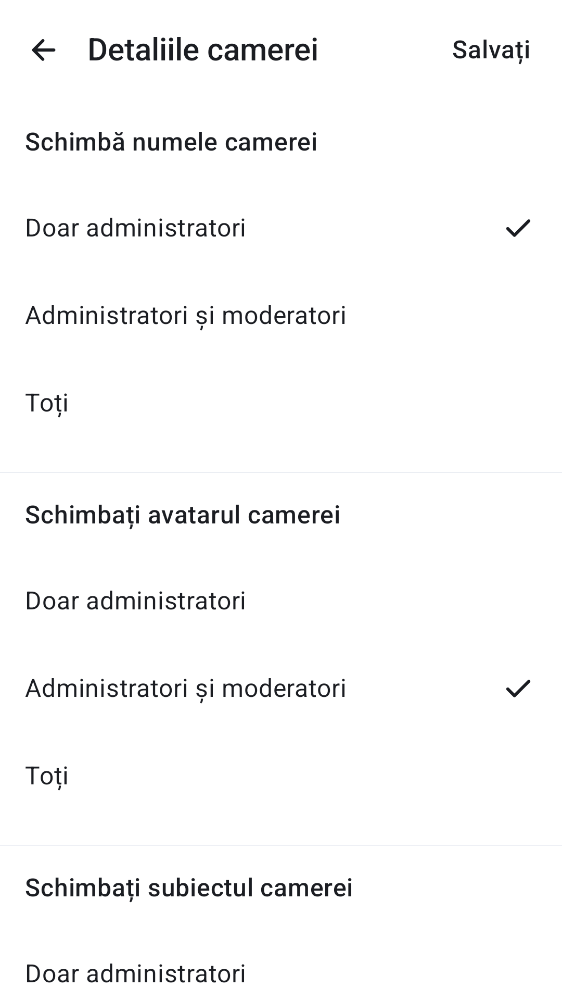 Detaliile camerei
Salvați
Schimbă numele camerei
Doar administratori
Administratori și moderatori
Toți
Schimbați avatarul camerei
Doar administratori
Administratori și moderatori
Toți
Schimbați subiectul camerei
Doar administratori